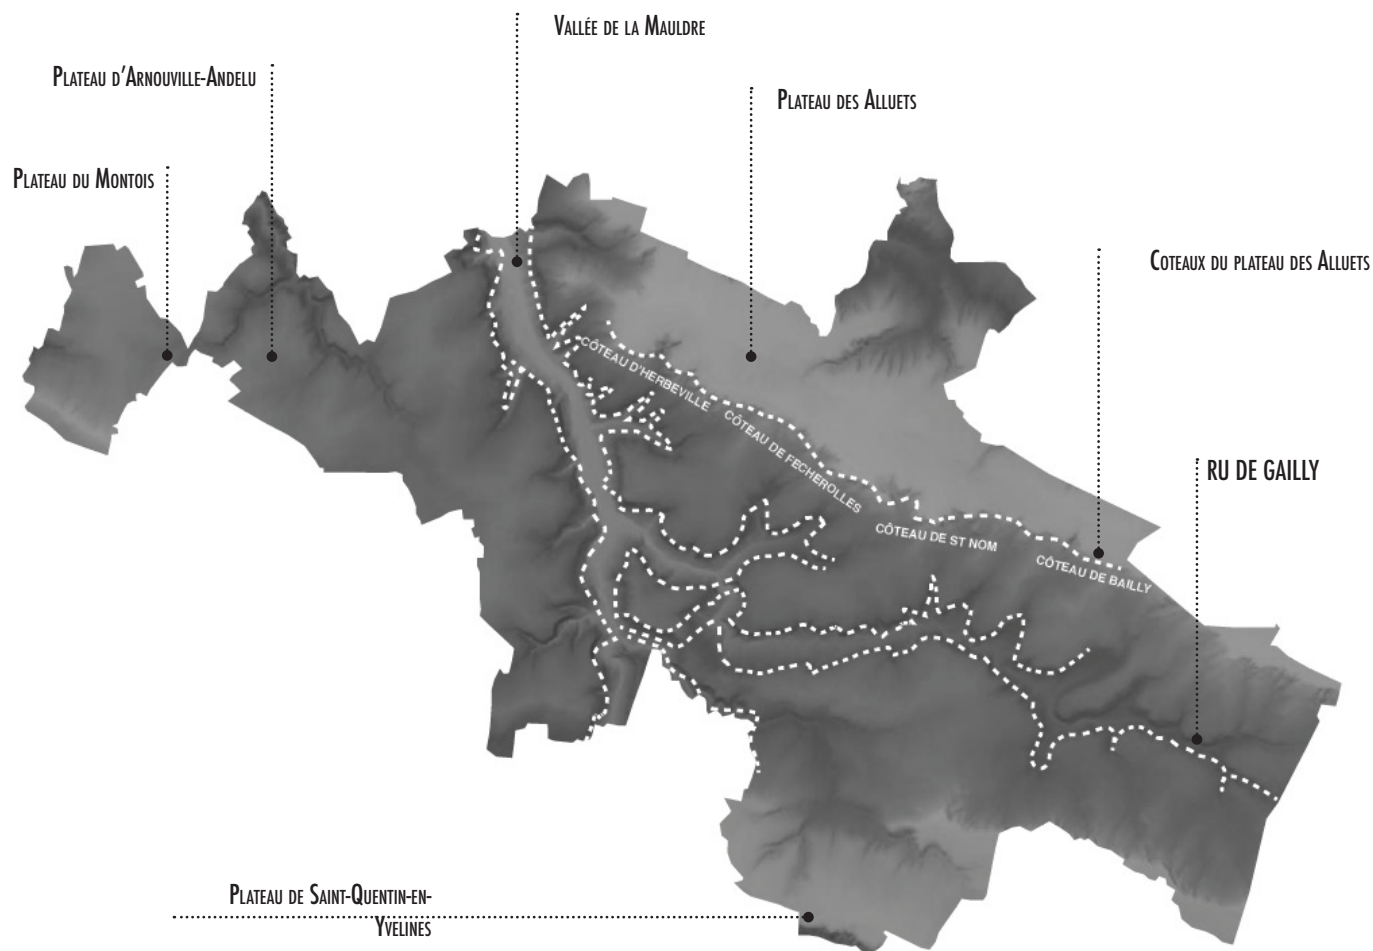 Vallée de la Mauldre
Plateau d'Arnouville-Andelu
Plateau des Alluets
Plateau du Montois
Coteaux du plateau des Alluets
CÔTEAU D'HERBEVILLE
CÔTEAU DE FECHEROLLES
RU DE GAILLY
CÔTEAU DE ST NOM
CÔTEAU DE BAILLY
Plateau de Saint-Quentin-en-
Yvelines